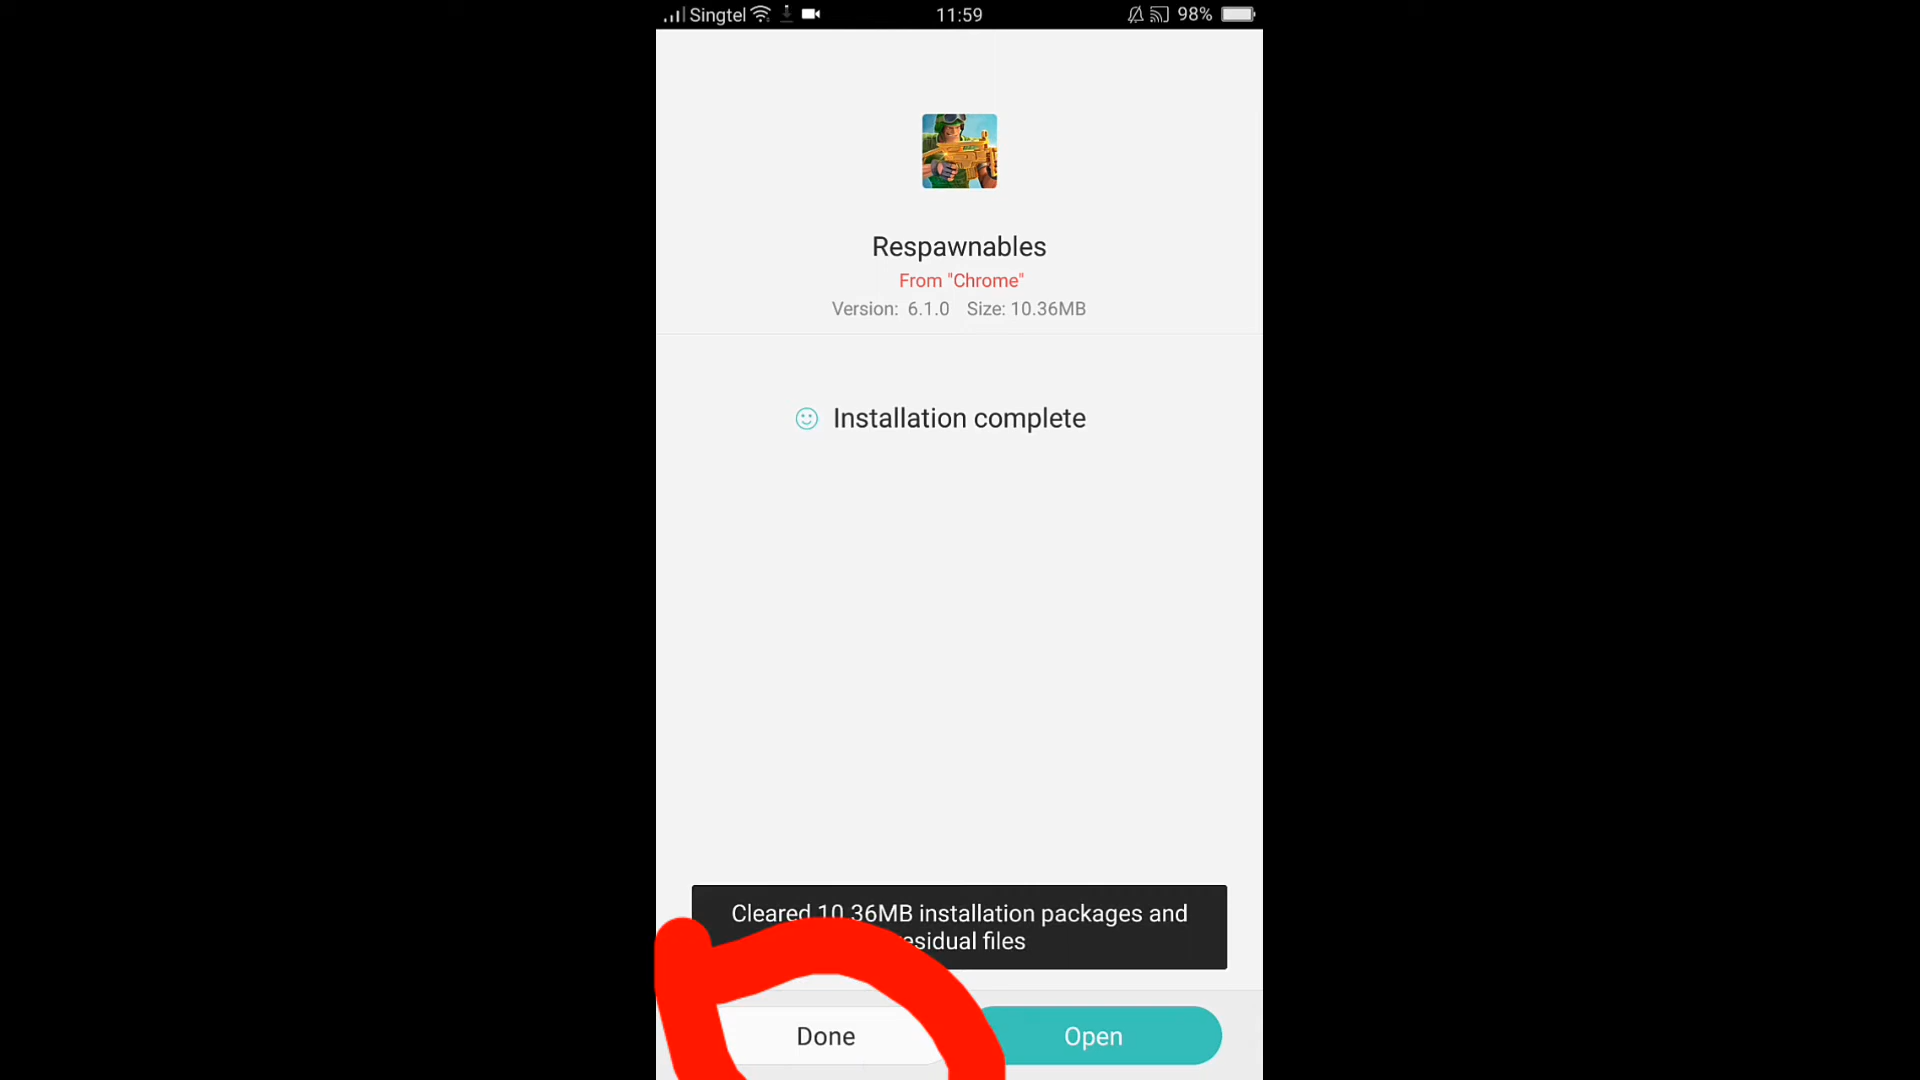 Singtel 11:59 98%
Respawnables
From "Chrome"
Version: 6.1.0 Size: 10.36MB
Installation complete
Cleared 10.36MB installation packages and
residual files
Done Open